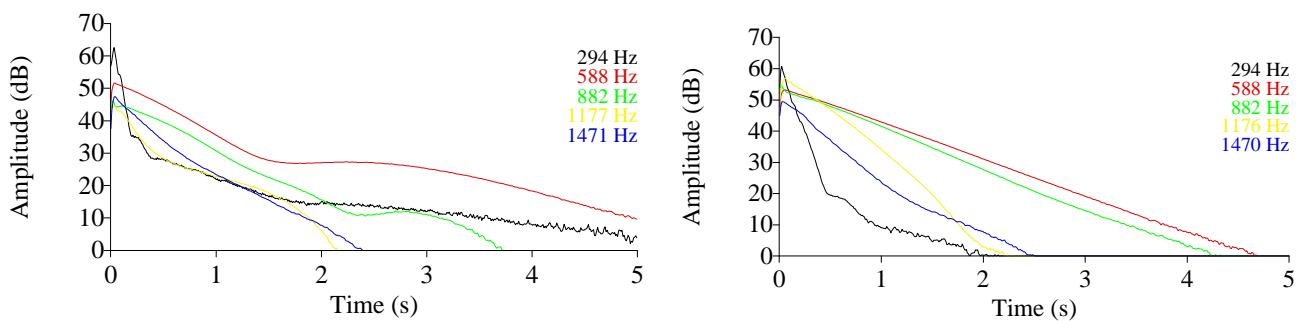 70
60
50
40
30
20
10
0
Amplitude (dB)
294 Hz
588 Hz
882 Hz
1177 Hz
1471 Hz
0 1 2 3 4 5
Time (s)
70
60
50
40
30
20
10
0
Amplitude (dB)
294 Hz
588 Hz
882 Hz
1176 Hz
1470 Hz
0 1 2 3 4 5
Time (s)